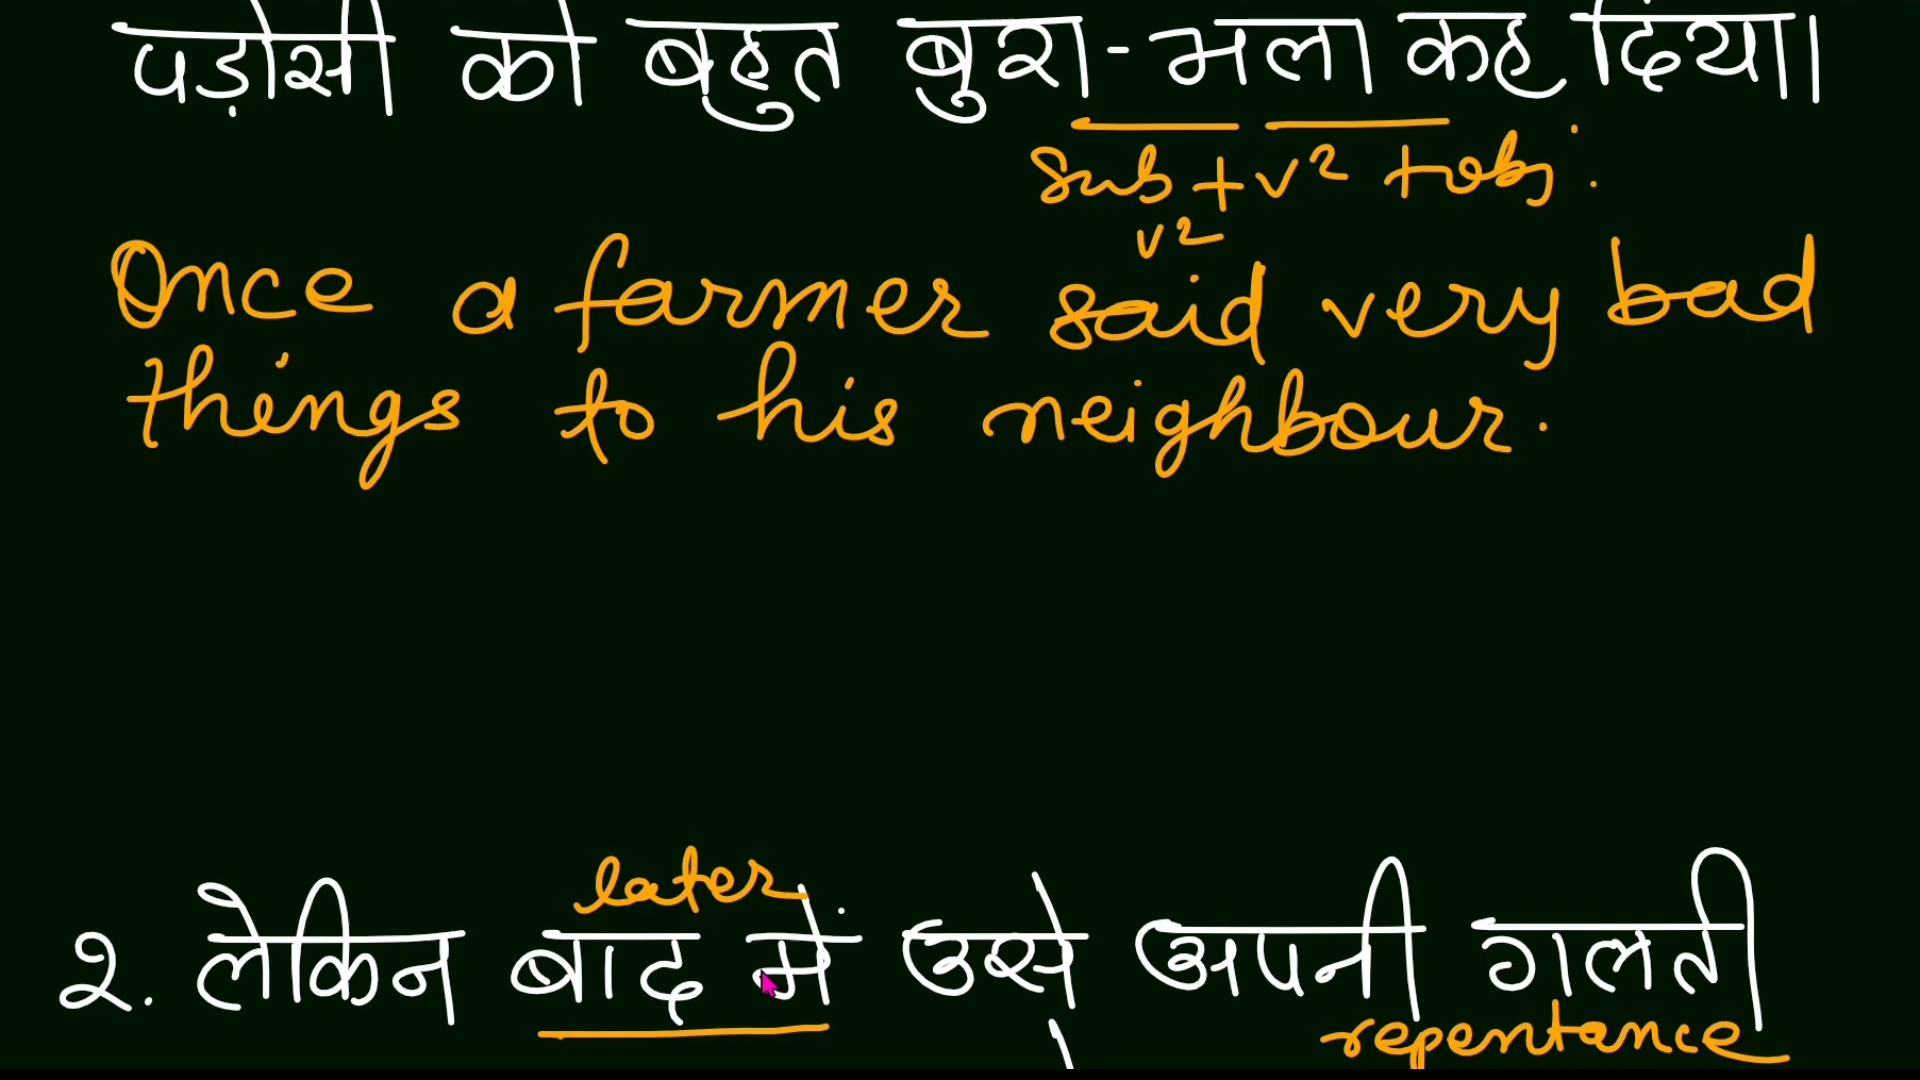 पड़ोसी को बहुत बुरा-भला कह दिया।
Sub + v² + obj.
v²
Once a farmer said very bad
things to his neighbour.
later
२. लेकिन बाद में उसे अपनी गलती
repentance